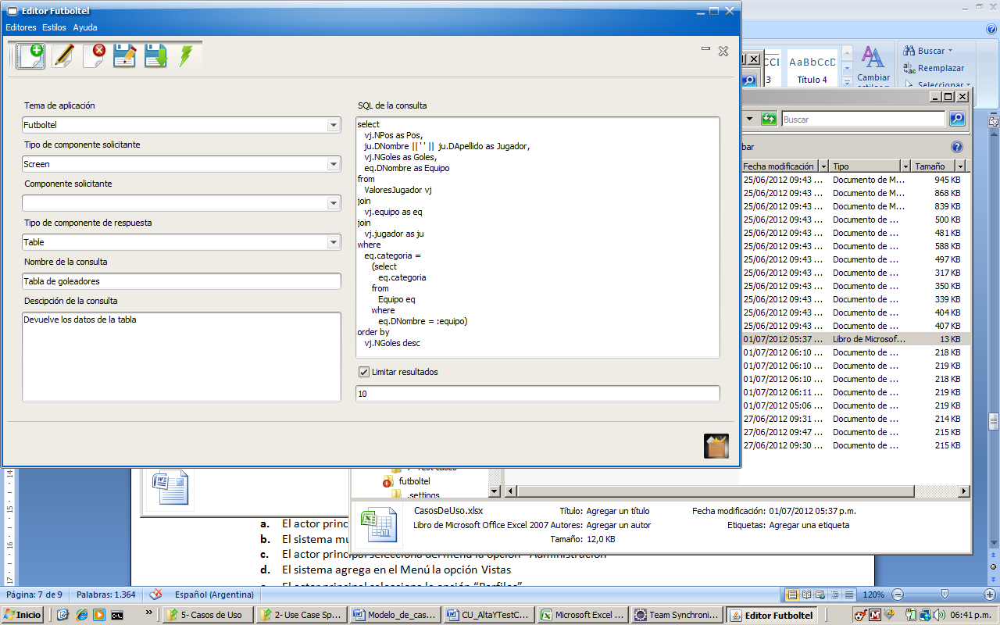 Editor Futboltel
Editores Estilos Ayuda
Tema de aplicación
Futboltel
Tipo de componente solicitante
Screen
Componente solicitante
Tipo de componente de respuesta
Table
Nombre de la consulta
Tabla de goleadores
Descipción de la consulta
Devuelve los datos de la tabla
SQL de la consulta
select
vj.NPos as Pos,
ju.DNombre || ' ' || ju.DApellido as Jugador,
vj.NGoles as Goles,
eq.DNombre as Equipo
from
ValoresJugador vj
join
vj.equipo as eq
join
vj.jugador as ju
where
eq.categoria =
(select
eq.categoria
from
Equipo eq
where
eq.DNombre = :equipo)
order by
vj.NGoles desc
Limitar resultados
10
AaBbCcD
3 Título 4
Cambiar
Buscar
Reemplazar
Seleccionar
Buscar
Fecha modificación Tipo Tamaño
25/06/2012 09:43 ... Documento de M... 945 KB
25/06/2012 09:43 ... Documento de M... 868 KB
25/06/2012 09:43 ... Documento de M... 839 KB
25/06/2012 09:43 ... Documento de ... 500 KB
25/06/2012 09:43 ... Documento de ... 481 KB
25/06/2012 09:43 ... Documento de ... 588 KB
25/06/2012 09:43 ... Documento de ... 497 KB
25/06/2012 09:43 ... Documento de ... 317 KB
25/06/2012 09:43 ... Documento de ... 350 KB
25/06/2012 09:43 ... Documento de ... 339 KB
25/06/2012 09:43 ... Documento de ... 404 KB
25/06/2012 09:43 ... Documento de ... 407 KB
01/07/2012 05:37 ... Libro de Microsof... 13 KB
01/07/2012 06:10 ... Documento de ... 218 KB
01/07/2012 06:10 ... Documento de ... 219 KB
01/07/2012 06:10 ... Documento de ... 218 KB
01/07/2012 06:11 ... Documento de ... 219 KB
01/07/2012 05:06 ... Documento de ... 219 KB
27/06/2012 09:31 ... Documento de ... 214 KB
27/06/2012 09:47 ... Documento de ... 215 KB
27/06/2012 09:30 ... Documento de ... 215 KB
futboltel
.settings
CasosDeUso.xlsx Título: Agregar un título Fecha modificación: 01/07/2012 05:37 p.m.
Libro de Microsoft Office Excel 2007 Autores: Agregar un autor Etiquetas: Agregar una etiqueta
Tamaño: 12,0 KB
a. El actor princ
b. El sistema mu
c. El actor principal selecciona del menú la opción "Administración"
d. El sistema agrega en el Menú la opción Vistas
El actor principal selecciona la opción "Perfiles"
14 15 16 17
Página: 7 de 9 Palabras: 1.364 Español (Argentina) 120%
Inicio » 5- Casos de Uso 2- Use Case Sp... Modelo_de_cas... CU_AltaYTestC... Microsoft Excel ... Team Synchroni... Editor Futboltel 06:41 p.m.